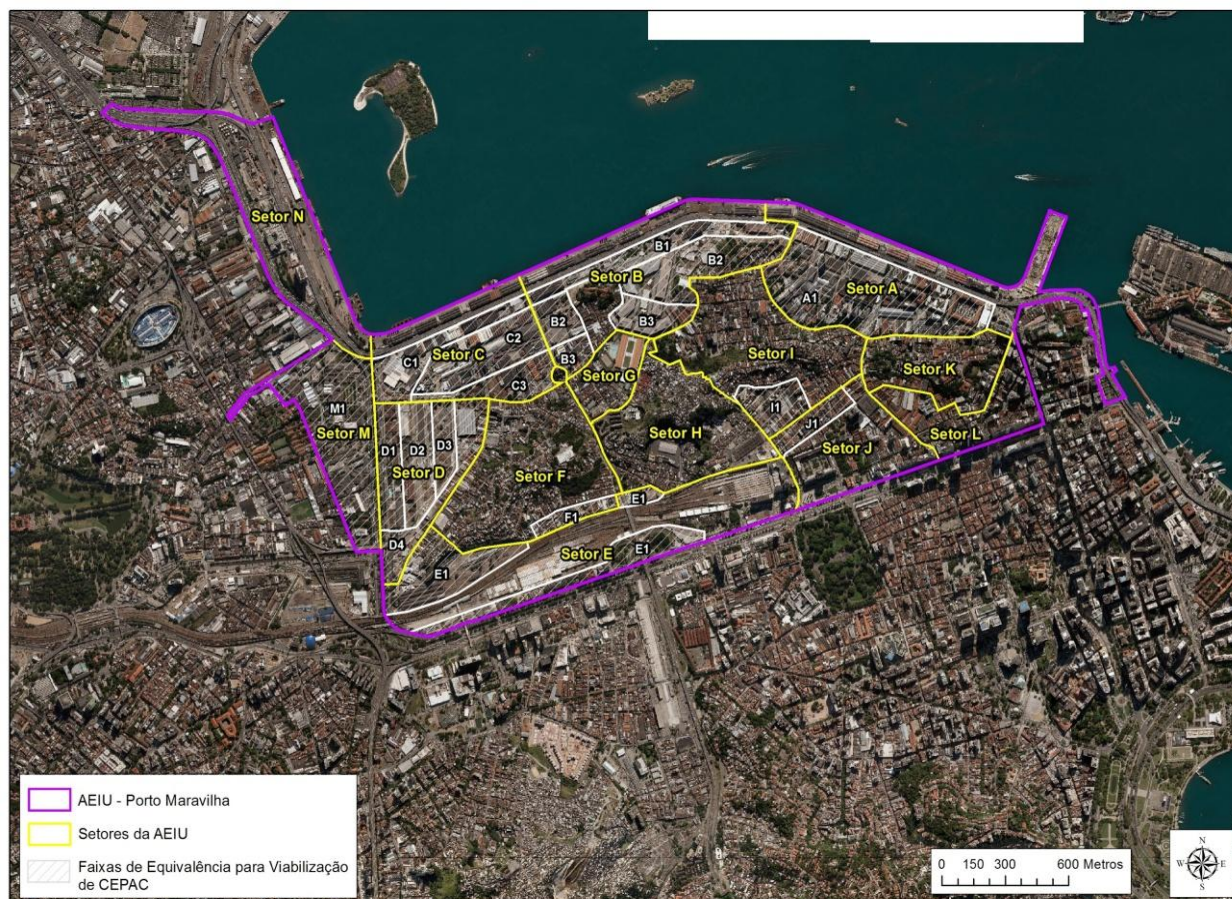 Setor N
B1
B2
Setor B
A1
Setor A
B2
B3
C2
C1
Setor C
B3
Setor I
Setor G
Setor K
C3
M1
I1
J1
Setor M
Setor H
Setor J
Setor L
D1
D2
D3
Setor D
Setor F
E1
F1
D4
E1
Setor E
E1
AEIU - Porto Maravilha
Setores da AEIU
Faixas de Equivalência para Viabilização
de CEPAC
0 150 300 600 Metros
N
W E
S